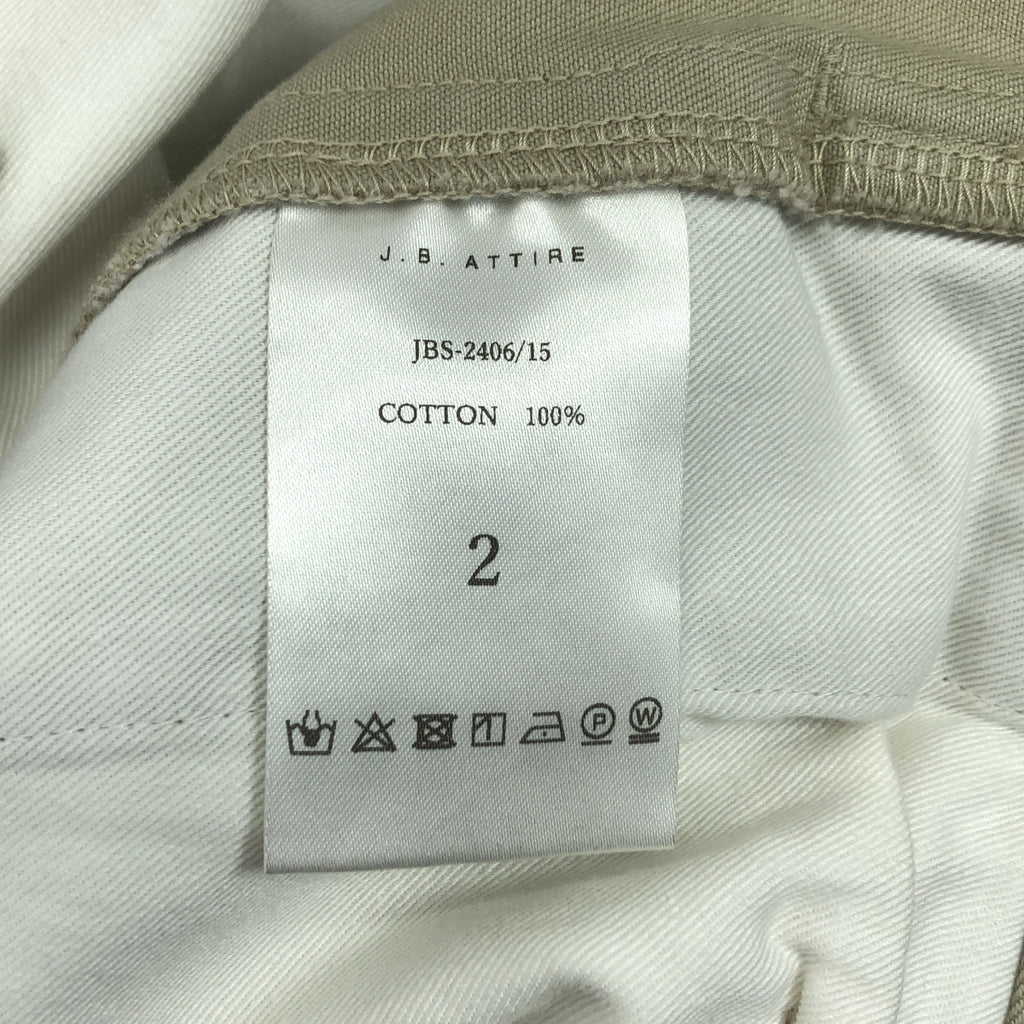 J.B. ATTIRE
JBS-2406/15
COTTON 100%
2
P W